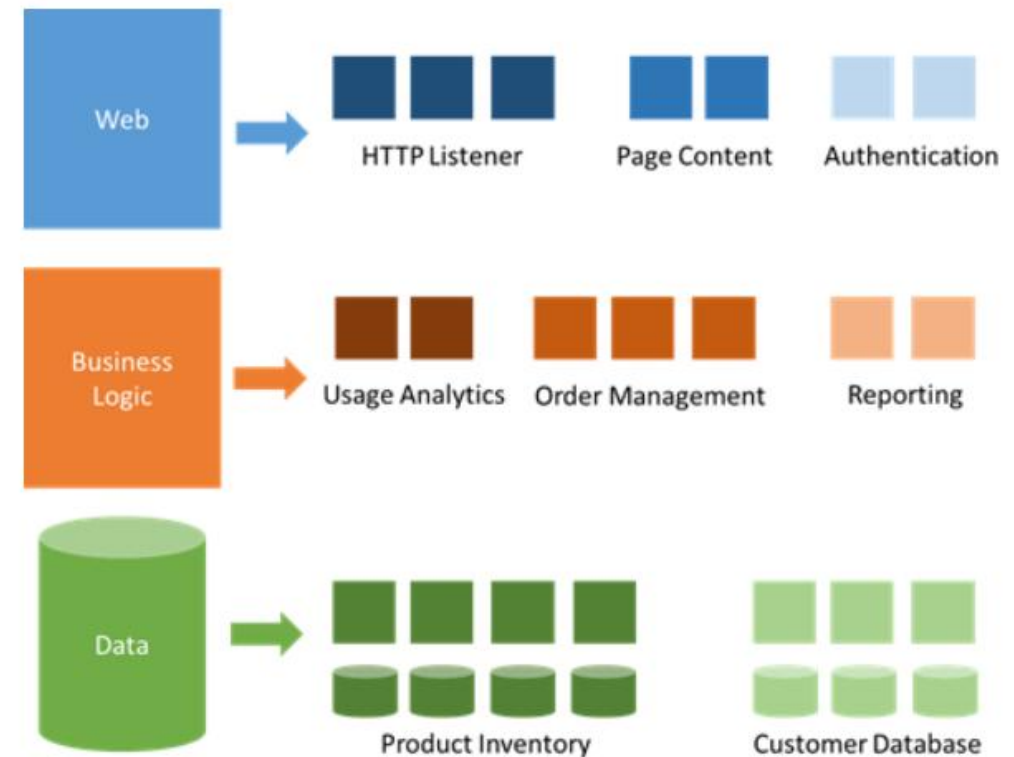 Web
HTTP Listener
Page Content
Authentication
Business
Logic
Usage Analytics
Order Management
Reporting
Data
Product Inventory
Customer Database